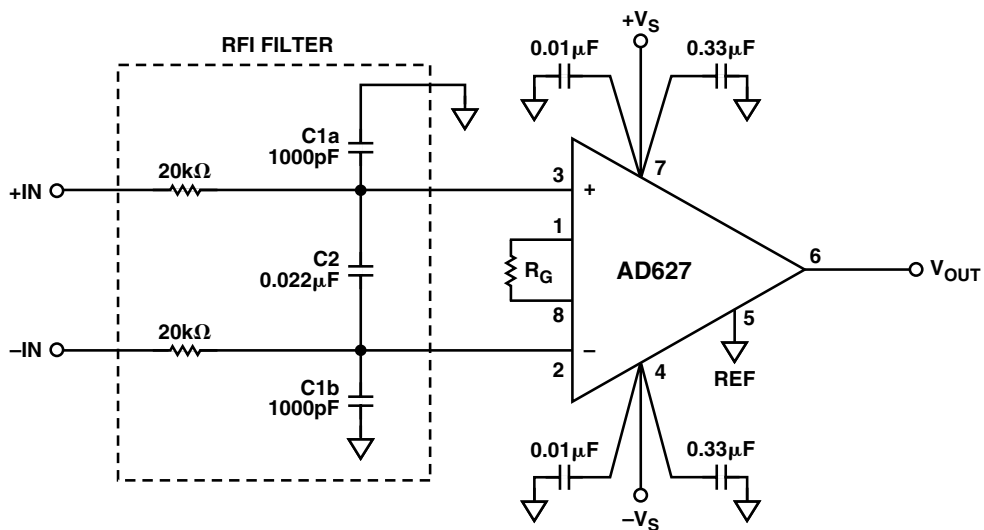 +VS
0.01μF
0.33μF
RFI FILTER
C1a
1000pF
20kΩ
+IN
3
+
7
1
RG
8
AD627
6
VOUT
C2
0.022μF
20kΩ
–IN
2
–
5
REF
4
C1b
1000pF
0.01μF
0.33μF
–VS